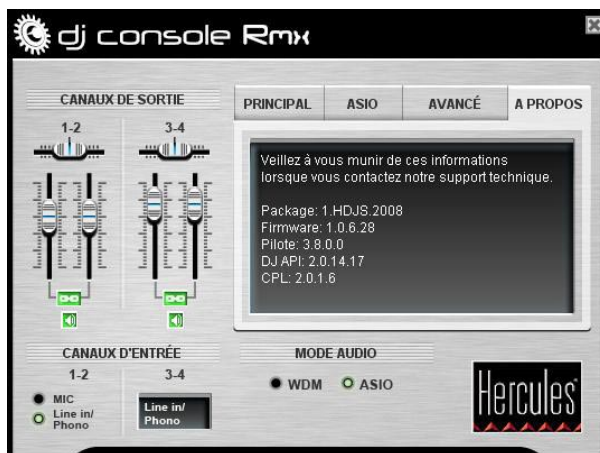 dj console Rmx
CANAUX DE SORTIE
1-2
3-4
PRINCIPAL
ASIO
AVANCÉ
A PROPOS
Veillez à vous munir de ces informations
lorsque vous contactez notre support technique.
Package: 1.HDJS.2008
Firmware: 1.0.6.28
Pilote: 3.8.0.0
DJ API: 2.0.14.17
CPL: 2.0.1.6
CANAUX D'ENTRÉE
1-2
3-4
MIC
Line in/
Phono
Line in/
Phono
MODE AUDIO
WDM
ASIO
Hercules